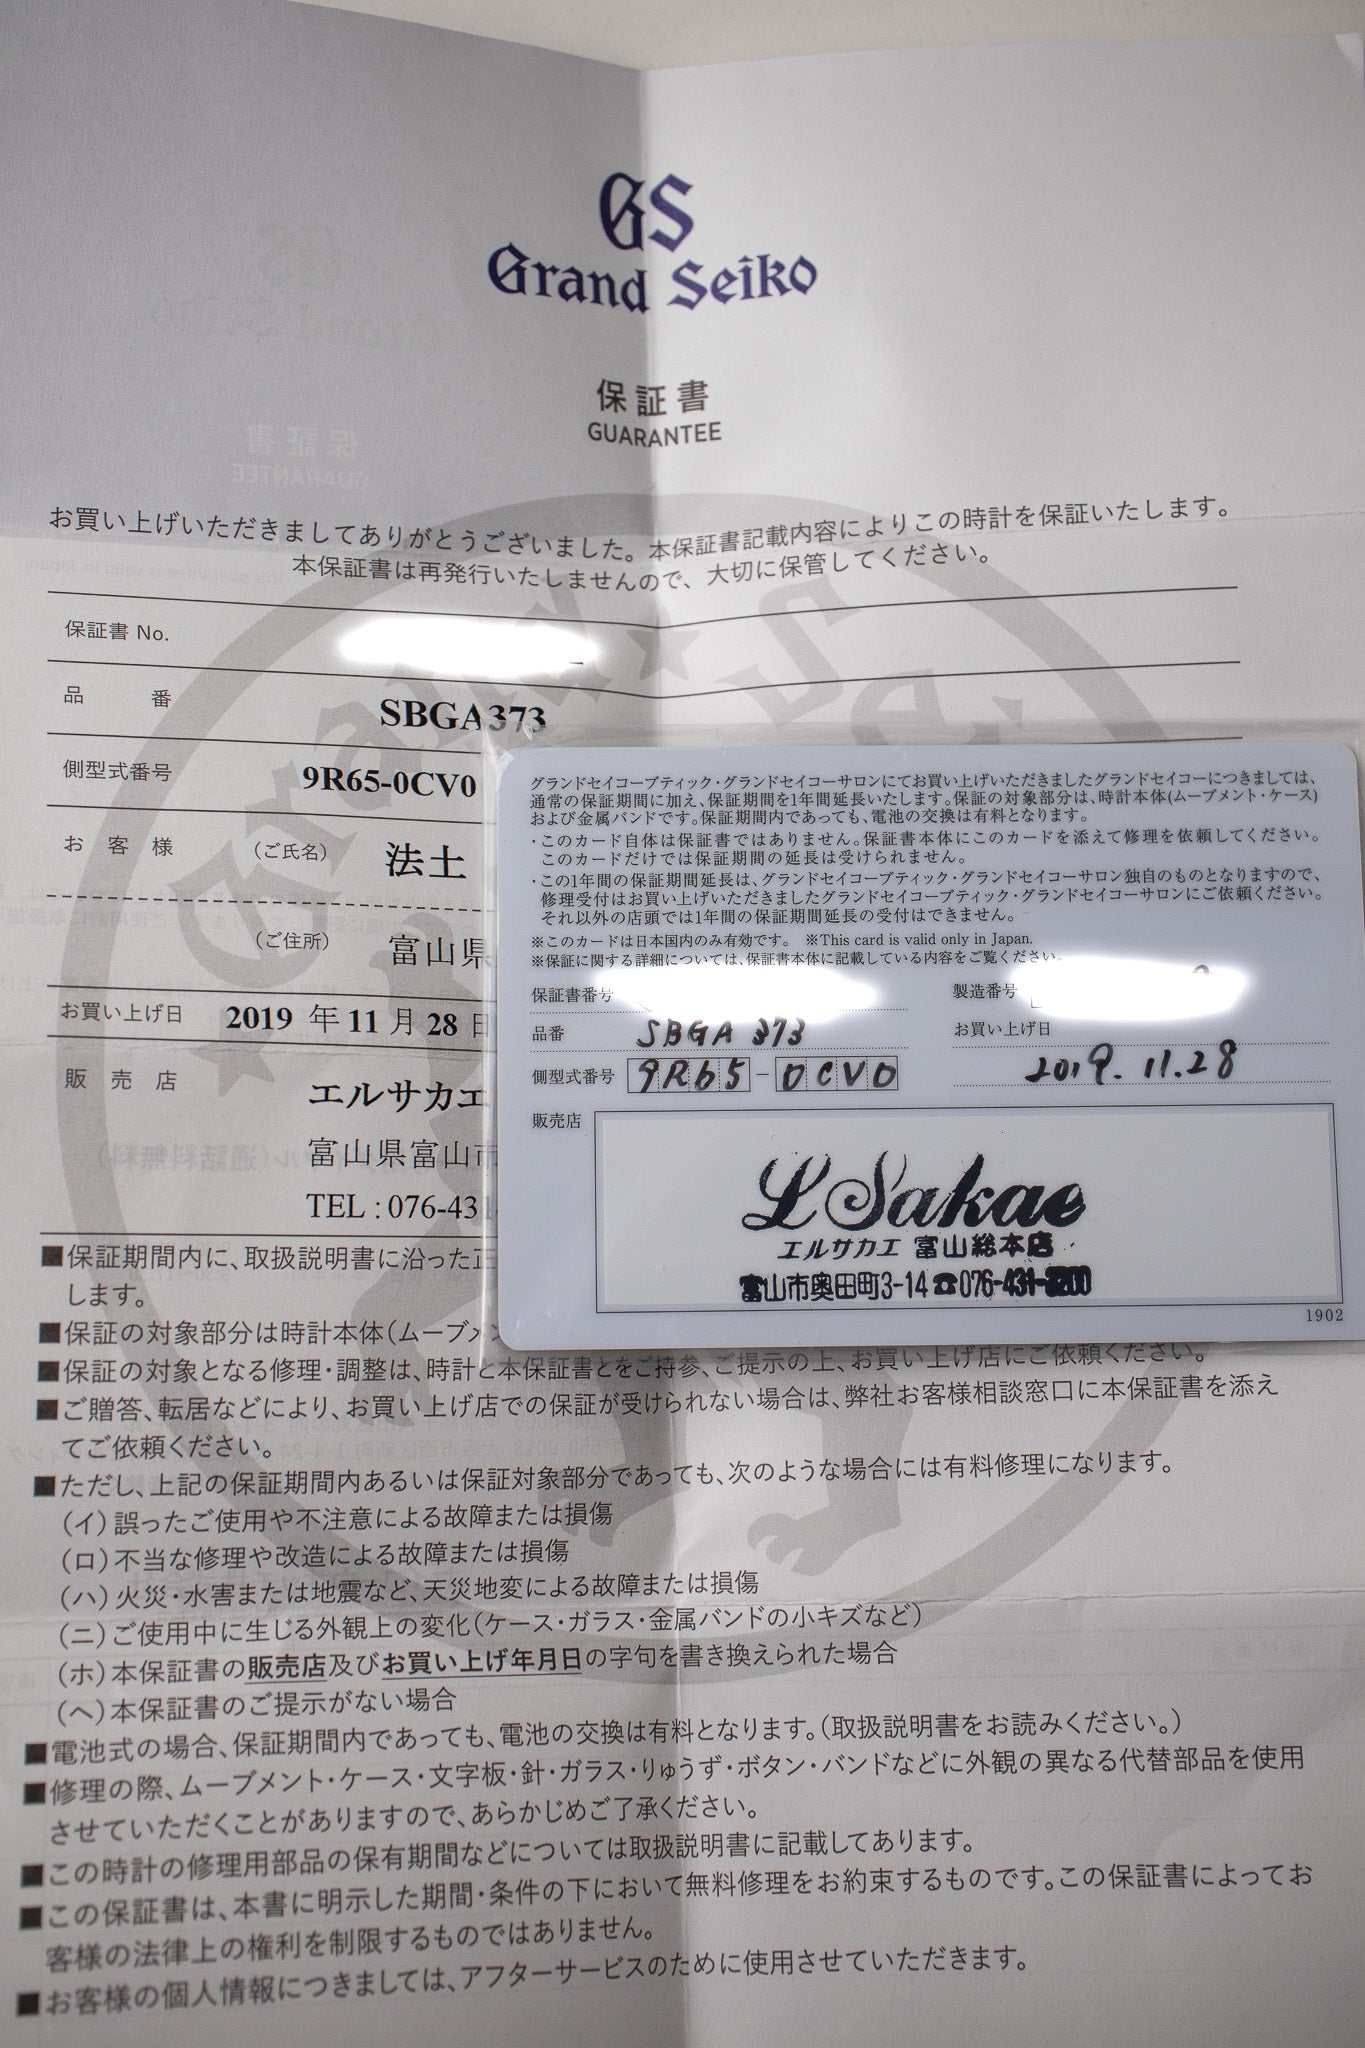 GS
Grand Seiko
保証書
GUARANTEE
お買い上げいただきましてありがとうございました。本保証書記載内容によりこの時計を保証いたします。
本保証書は再発行いたしませんので、大切に保管してください。
保証書 No.
品 番 SBGA373
側型式番号 9R65-0CV0
お 客 様 （ご氏名） 法土
（ご住所） 富山県
お買い上げ日 2019 年 11 月 28 日
販 売 店 エルサカエ
富山県富山市
TEL : 076-431-
■保証期間内に、取扱説明書に沿った正
します。
■保証の対象部分は時計本体（ムーブメン
■保証の対象となる修理・調整は、時計と本保証書とをご持参、ご提示の上、お買い上げ店にご依頼ください。
■ご贈答、転居などにより、お買い上げ店での保証が受けられない場合は、弊社お客様相談窓口に本保証書を添え
てご依頼ください。
■ただし、上記の保証期間内あるいは保証対象部分であっても、次のような場合には有料修理になります。
（イ）誤ったご使用や不注意による故障または損傷
（ロ）不当な修理や改造による故障または損傷
（ハ）火災・水害または地震など、天災地変による故障または損傷
（ニ）ご使用中に生じる外観上の変化（ケース・ガラス・金属バンドの小キズなど）
（ホ）本保証書の販売店及びお買い上げ年月日の字句を書き換えられた場合
（ヘ）本保証書のご提示がない場合
■電池式の場合、保証期間内であっても、電池の交換は有料となります。（取扱説明書をお読みください。）
■修理の際、ムーブメント・ケース・文字板・針・ガラス・りゅうず・ボタン・バンドなどに外観の異なる代替部品を使用
させていただくことがありますので、あらかじめご了承ください。
■この時計の修理用部品の保有期間などについては取扱説明書に記載してあります。
■この保証書は、本書に明示した期間・条件の下において無料修理をお約束するものです。この保証書によってお
客様の法律上の権利を制限するものではありません。
■お客様の個人情報につきましては、アフターサービスのために使用させていただきます。
グランドセイコーブティック・グランドセイコーサロンにてお買い上げいただきましたグランドセイコーにつきましては、
通常の保証期間に加え、保証期間を1年間延長いたします。保証の対象部分は、時計本体（ムーブメント・ケース）
および金属バンドです。保証期間内であっても、電池の交換は有料となります。
・このカード自体は保証書ではありません。保証書本体にこのカードを添えて修理を依頼してください。
このカードだけでは保証期間の延長は受けられません。
・この1年間の保証期間延長は、グランドセイコーブティック・グランドセイコーサロン独自のものとなりますので、
修理受付はお買い上げいただきましたグランドセイコーブティック・グランドセイコーサロンにご依頼ください。
それ以外の店頭では1年間の保証期間延長の受付はできません。
※このカードは日本国内のみ有効です。 ※This card is valid only in Japan.
※保証に関する詳細については、保証書本体に記載している内容をご覧ください。
保証書番号 製造番号
品番 SBGA 373 お買い上げ日
側型式番号 9R65 - 0CV0 2019. 11. 28
販売店
L Sakae
エルサカエ 富山総本店
富山市奥田町3-14☎076-431-3200
1902